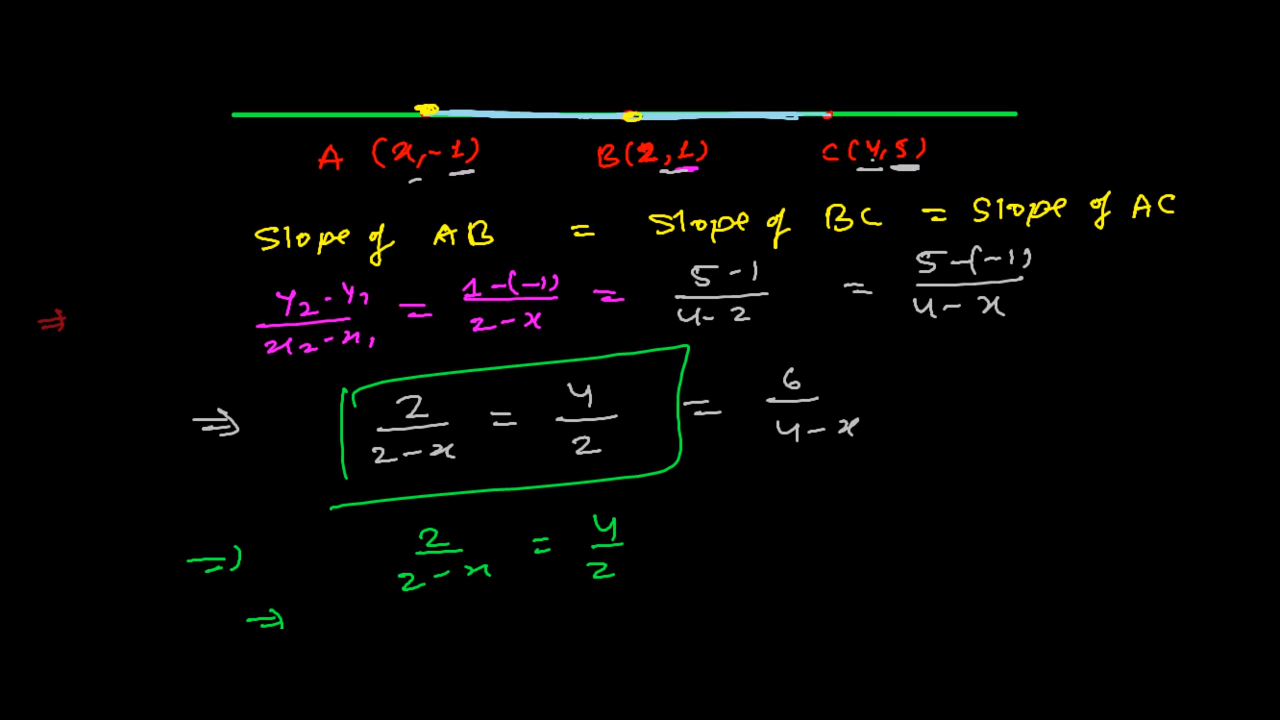 A (x, -1) B(2, 1) C(4, 5)
Slope of AB = Slope of BC = Slope of AC
⇒ y₂ - y₁ / x₂ - x₁ = 1-(-1) / 2-x = 5-1 / 4-2 = 5-(-1) / 4-x
⇒ 2 / 2-x = 4 / 2 = 6 / 4-x
⇒ 2 / 2-x = 4 / 2
⇒